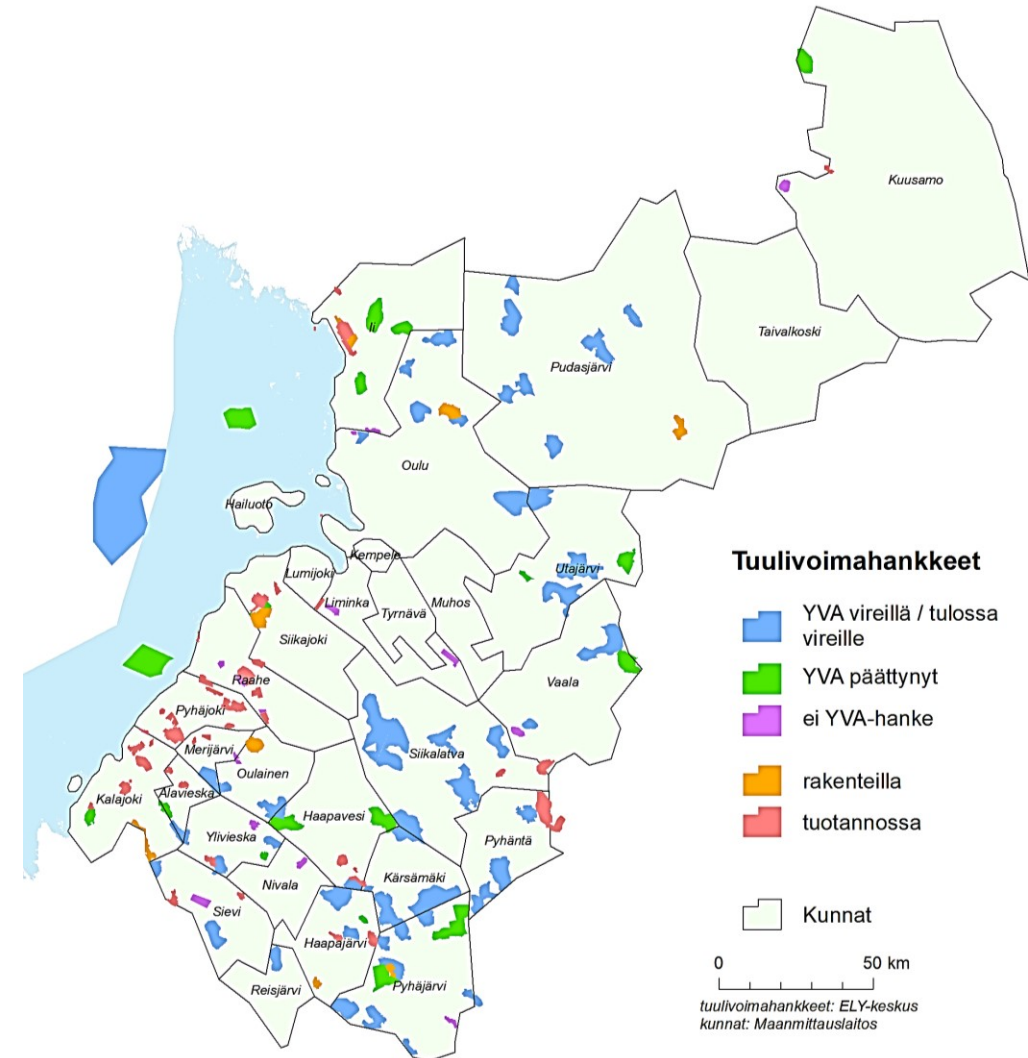 Kuusamo
Taivalkoski
Ii
Pudasjärvi
Oulu
Hailuoto
Kempele
Lumijoki
Liminka
Tyrnävä
Muhos
Utajärvi
Siikajoki
Raahe
Vaala
Pyhäjoki
Merijärvi
Oulainen
Siikalatva
Kalajoki
Alavieska
Haapavesi
Ylivieska
Pyhäntä
Nivala
Kärsämäki
Sievi
Haapajärvi
Reisjärvi
Pyhäjärvi
Tuulivoimahankkeet
YVA vireillä / tulossa
vireille
YVA päättynyt
ei YVA-hanke
rakenteilla
tuotannossa
Kunnat
0 50 km
tuulivoimahankkeet: ELY-keskus
kunnat: Maanmittauslaitos